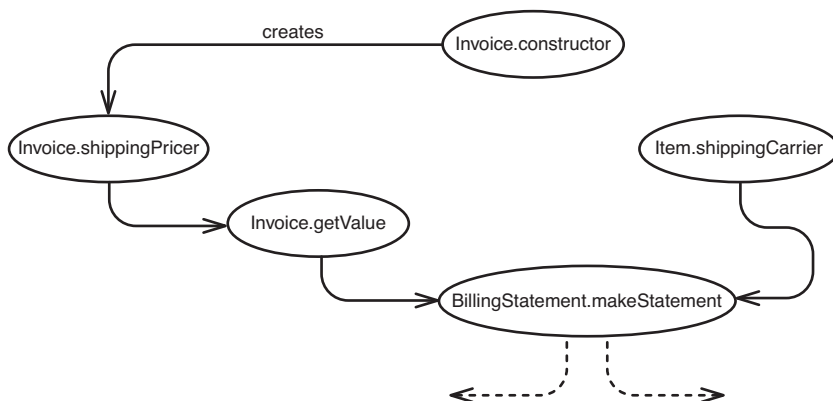 creates
Invoice.constructor
Invoice.shippingPricer
Item.shippingCarrier
Invoice.getValue
BillingStatement.makeStatement